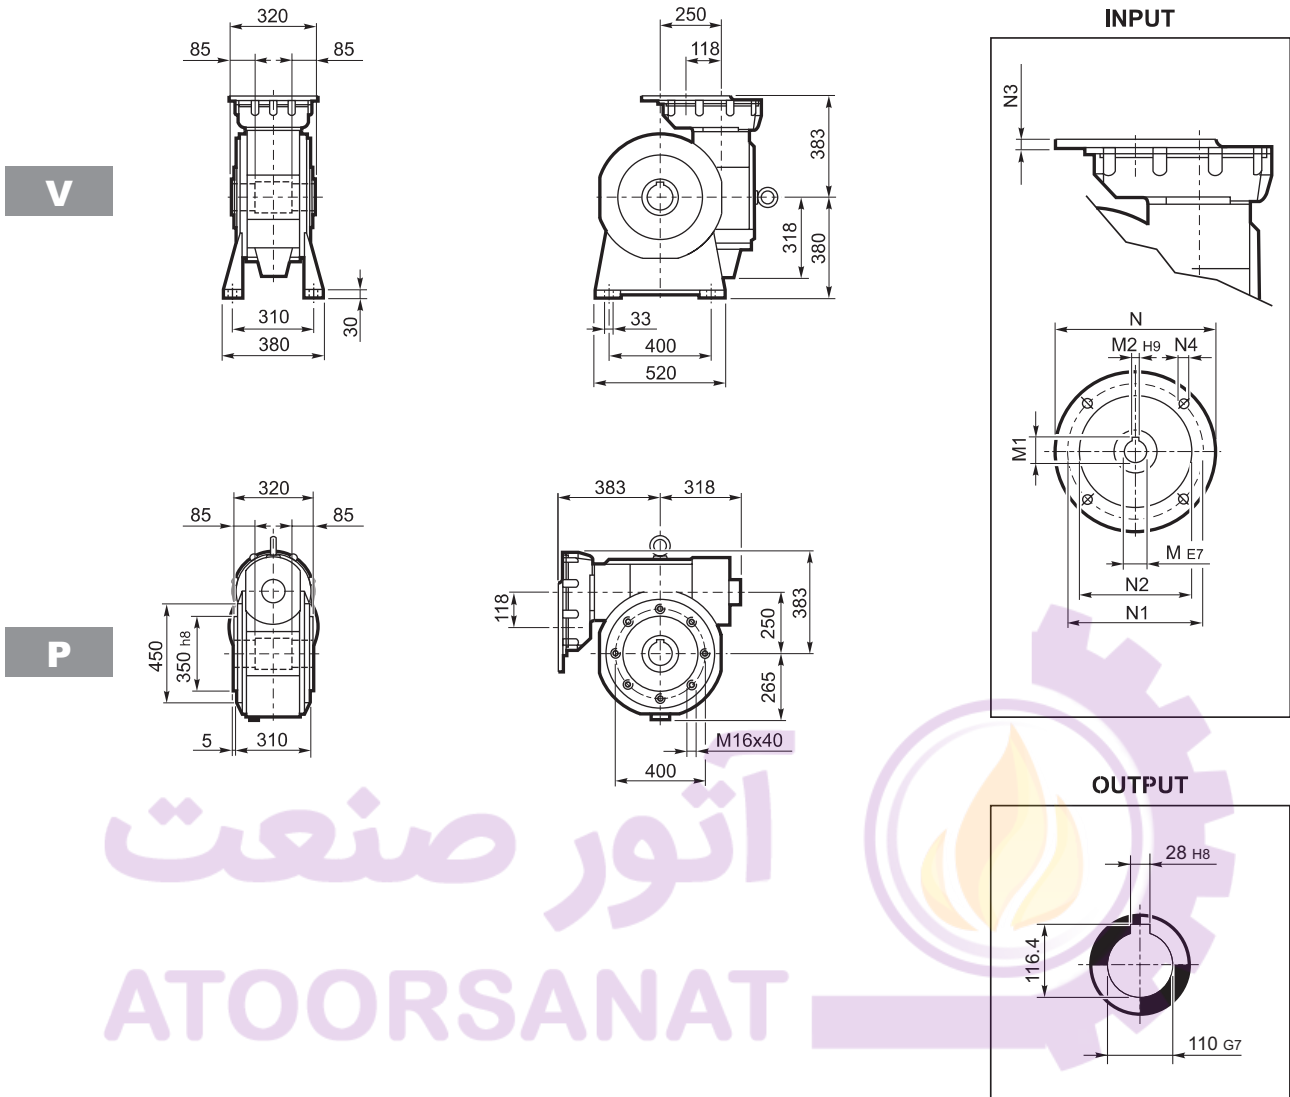 320
85
85
310
380
30
V
250
118
383
318
380
33
400
520
INPUT
N3
N
M2 H9
N4
M1
M E7
N2
N1
320
85
85
450
350 h8
5
310
P
383
318
118
383
250
265
M16x40
400
OUTPUT
28 H8
116.4
110 G7
آتور صنعت
ATOORSANAT